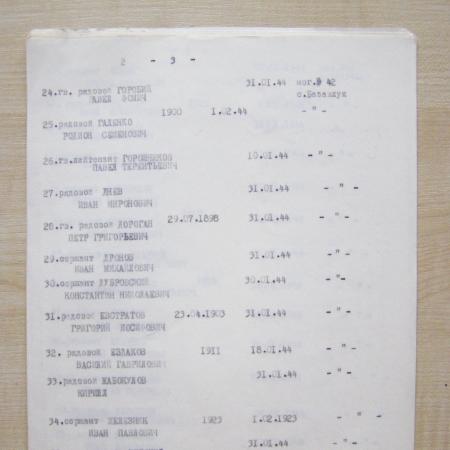 2 - 3 -
24.гв. рядовой ГОРОБИЙ 31.01.44 мог.№ 42
ПАВЕЛ с.Базавлук
1900 1.02.44 - " -
25.рядовой ГАЛЕНКО
РОДИОН СЕМЕНОВИЧ
26.гв.лейтенант ГОРОВНИКОВ 10.01.44 - " -
ПАВЕЛ ТЕРЕНТЬЕВИЧ
27.рядовой ДНЕВ 31.01.44 - " -
ИВАН МИРОНОВИЧ
28.гв. рядовой ДОРОГАН 29.07.1898 31.01.44 - " -
ПЕТР ГРИГОРЬЕВИЧ
29.сержант ДРОНОВ 31.01.44 - " -
ИВАН МИХАЙЛОВИЧ
30.сержант ДУБРОВСКИЙ 30.01.44 - "-
КОНСТАНТИН НИКОЛАЕВИЧ
31.рядовой ЕВСТРАТОВ 23.04.1903 31.01.44 - " -
ГРИГОРИЙ ИОСИФОВИЧ
32. рядовой ЕЗЛАКОВ 1911 18.01.44 - " -
ВАСИЛИЙ ГАВРИЛОВИЧ
33.рядовой ЖАБОКУЛОВ 31.01.44 - " -
КИРИЛЛ
34.сержант ЖЕЛЕЗНЯК 1923 1.02.1923 - " -
ИВАН ПАВЛОВИЧ
31.01.44 - " -